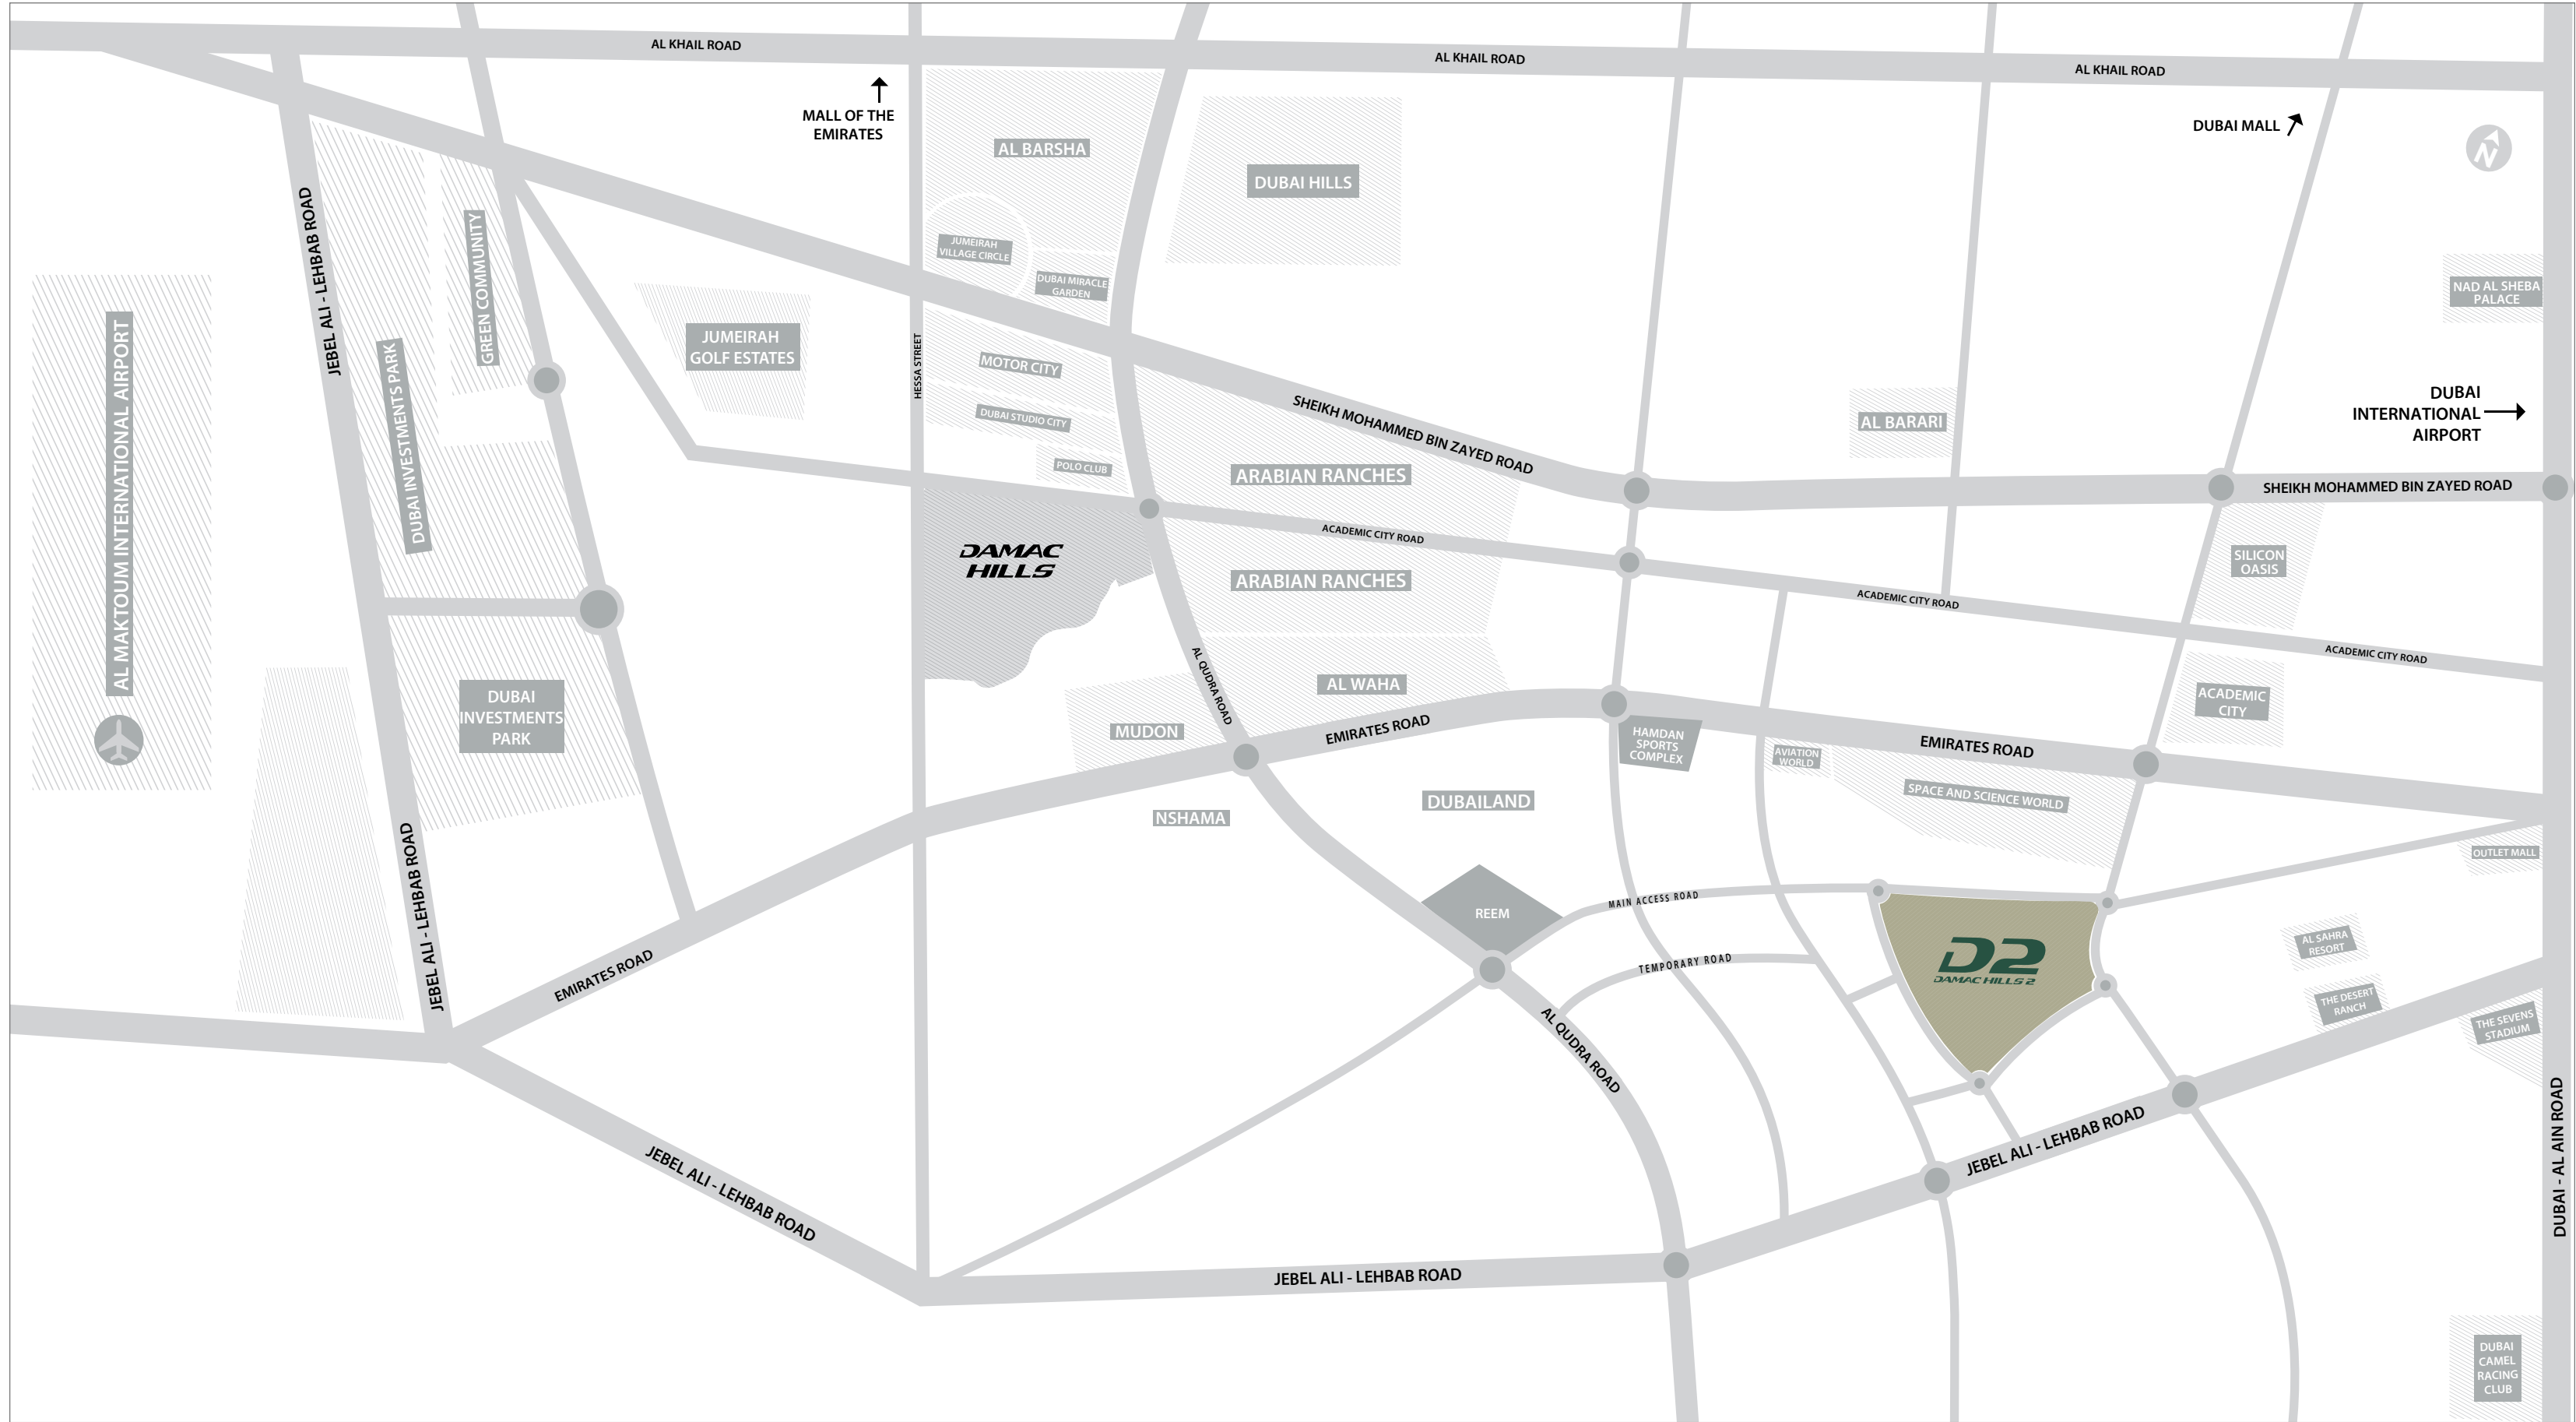 AL KHAIL ROAD
AL KHAIL ROAD
AL KHAIL ROAD
MALL OF THE
EMIRATES
DUBAI MALL
N
AL BARSHA
DUBAI HILLS
JUMEIRAH
VILLAGE CIRCLE
DUBAI MIRACLE
GARDEN
NAD AL SHEBA
PALACE
JEBEL ALI - LEHBAB ROAD
GREEN COMMUNITY
JUMEIRAH
GOLF ESTATES
HESSA STREET
MOTOR CITY
DUBAI STUDIO CITY
POLO CLUB
SHEIKH MOHAMMED BIN ZAYED ROAD
AL BARARI
DUBAI
INTERNATIONAL
AIRPORT
SHEIKH MOHAMMED BIN ZAYED ROAD
AL MAKTOUM INTERNATIONAL AIRPORT
DUBAI INVESTMENTS PARK
ARABIAN RANCHES
ACADEMIC CITY ROAD
DAMAC
HILLS
ARABIAN RANCHES
SILICON
OASIS
ACADEMIC CITY ROAD
ACADEMIC CITY ROAD
DUBAI
INVESTMENTS
PARK
AL QUDRA ROAD
AL WAHA
MUDON
EMIRATES ROAD
HAMDAN
SPORTS
COMPLEX
AVIATION
WORLD
EMIRATES ROAD
ACADEMIC
CITY
SPACE AND SCIENCE WORLD
NSHAMA
DUBAILAND
OUTLET MALL
JEBEL ALI - LEHBAB ROAD
REEM
MAIN ACCESS ROAD
TEMPORARY ROAD
D2
DAMAC HILLS 2
AL SAHRA
RESORT
THE DESERT
RANCH
THE SEVENS
STADIUM
EMIRATES ROAD
AL QUDRA ROAD
JEBEL ALI - LEHBAB ROAD
JEBEL ALI - LEHBAB ROAD
JEBEL ALI - LEHBAB ROAD
DUBAI - AL AIN ROAD
DUBAI
CAMEL
RACING
CLUB